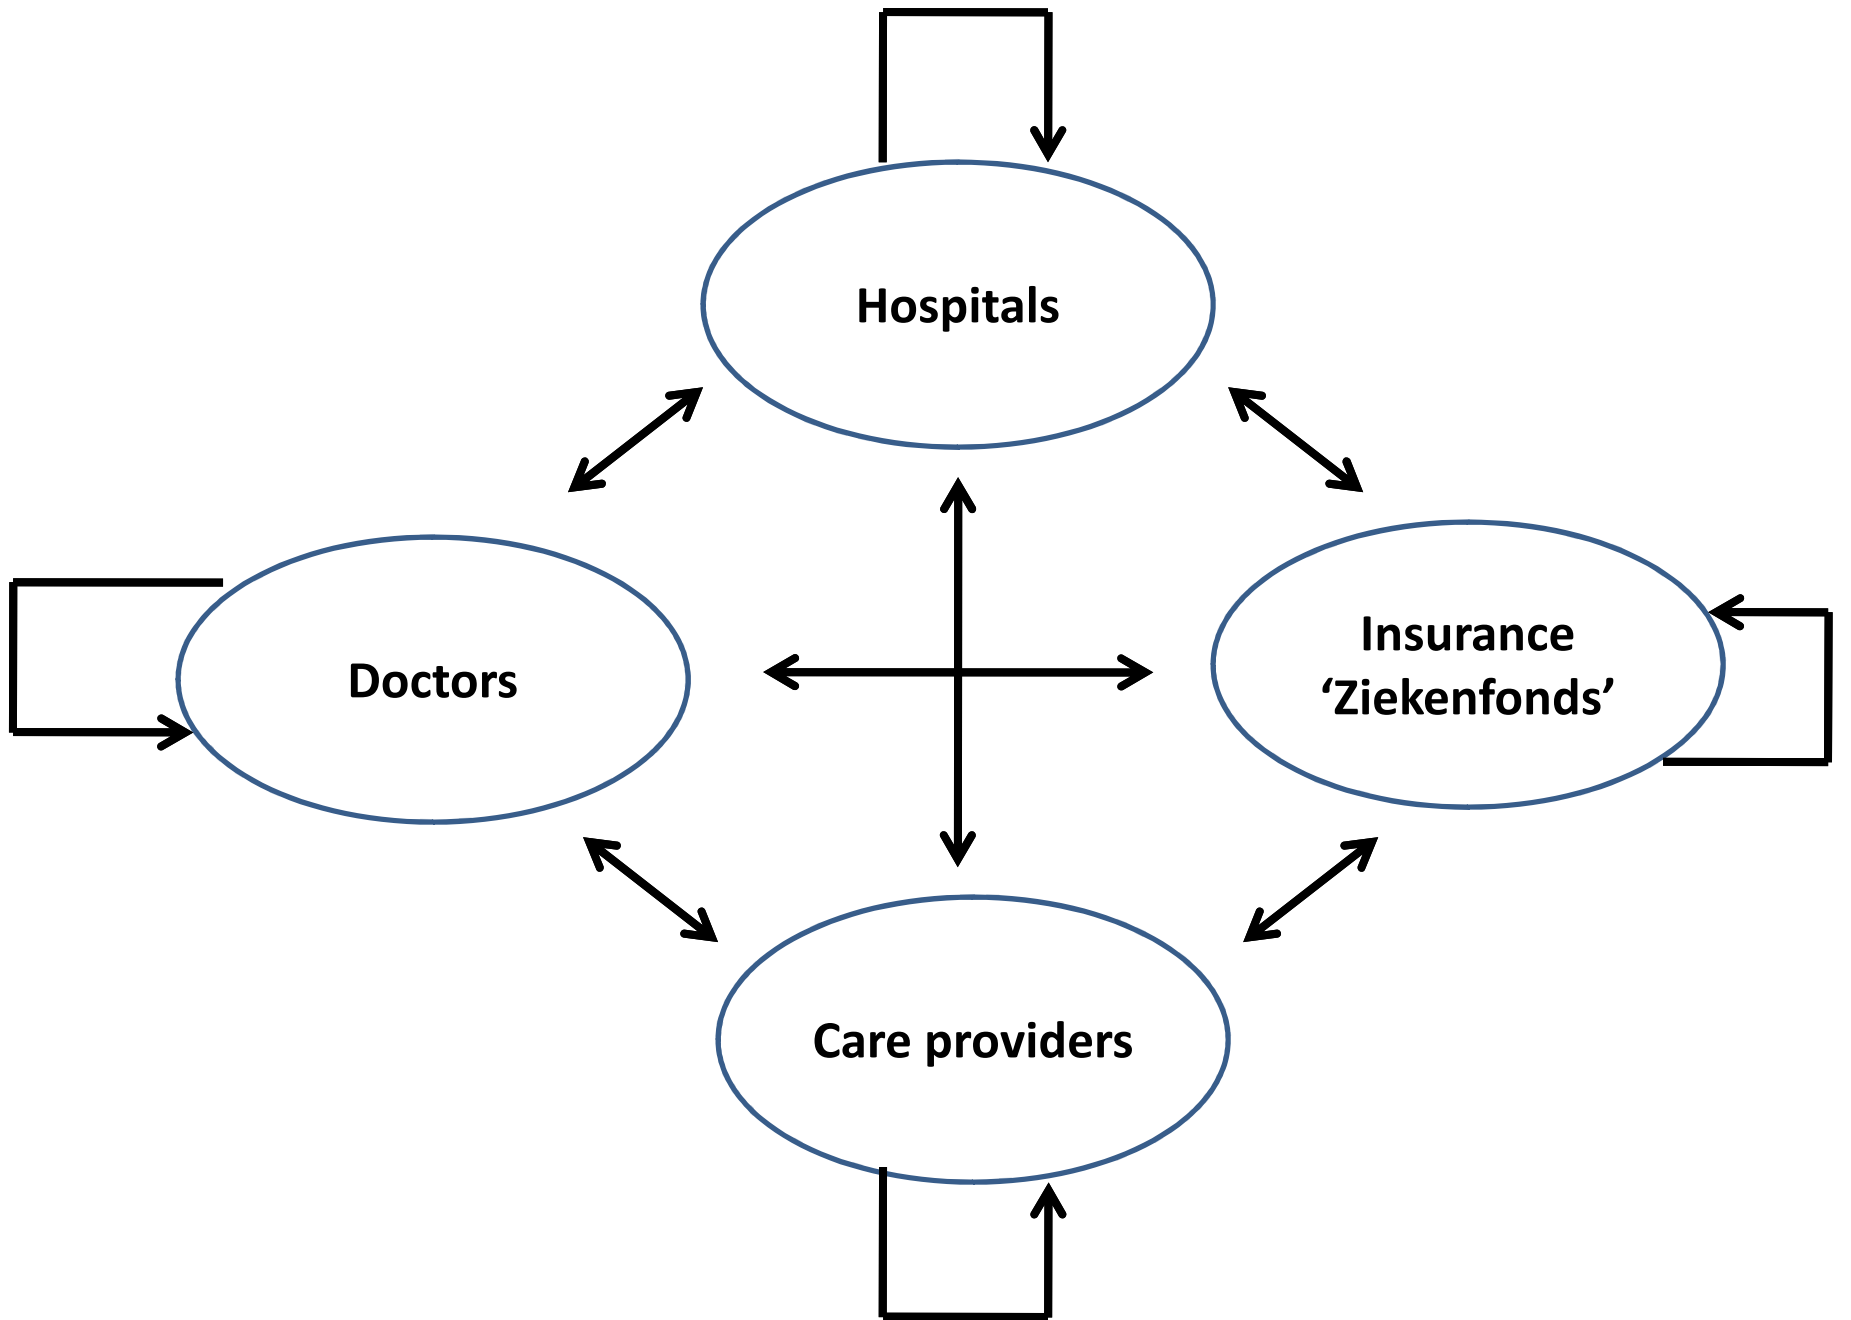 Hospitals
Doctors
Insurance
‘Ziekenfonds’
Care providers